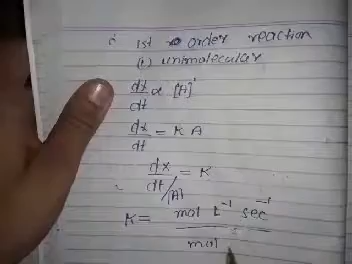 1st order reaction
(i) unimolecular
dx/dt ∝ [A]¹
dx/dt = K A
dx/dt/[A] = K
K = mol L⁻¹ sec⁻¹
mol